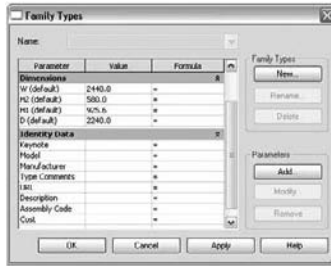 Family Types
Name:
Parameter Value Formula
Dimensions
W (default) 2440.0 =
H2 (default) 580.0 =
H1 (default) 925.6 =
D (default) 2240.0 =
Identity Data
Keynote =
Model =
Manufacturer =
Type Comments =
URL =
Description =
Assembly Code =
Cost =
Family Types
New...
Rename...
Delete
Parameters
Add...
Modify
Remove
OK Cancel Apply Help